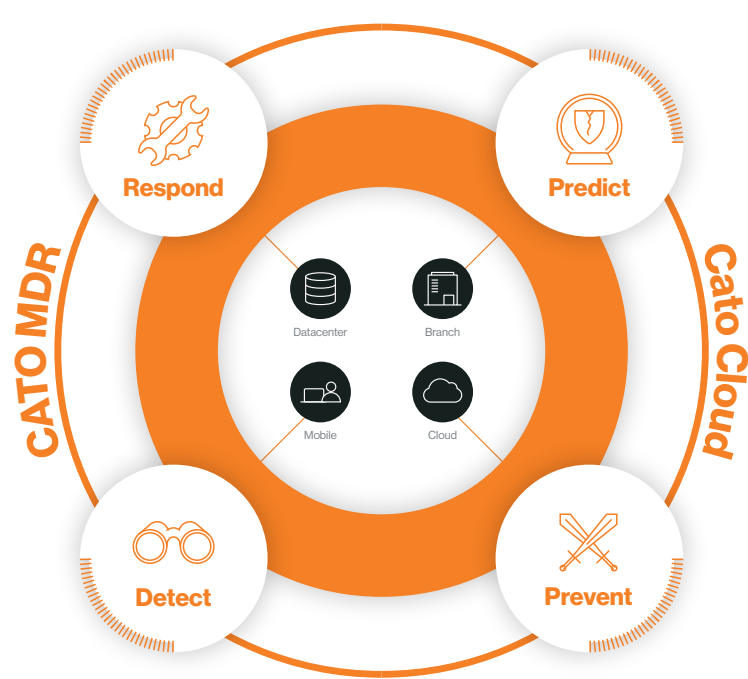 Respond
Predict
CATO MDR
Cato Cloud
Datacenter
Branch
Mobile
Cloud
Detect
Prevent